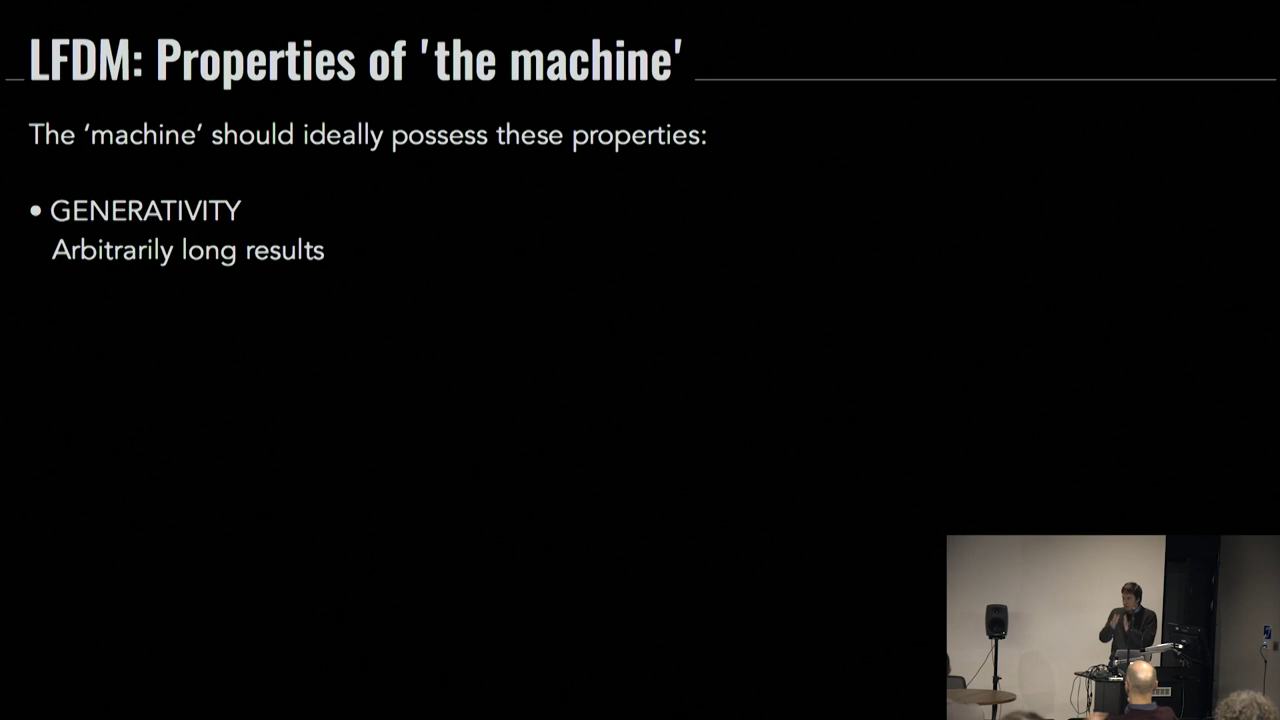 LFDM: Properties of 'the machine'
The ‘machine’ should ideally possess these properties:
• GENERATIVITY
Arbitrarily long results